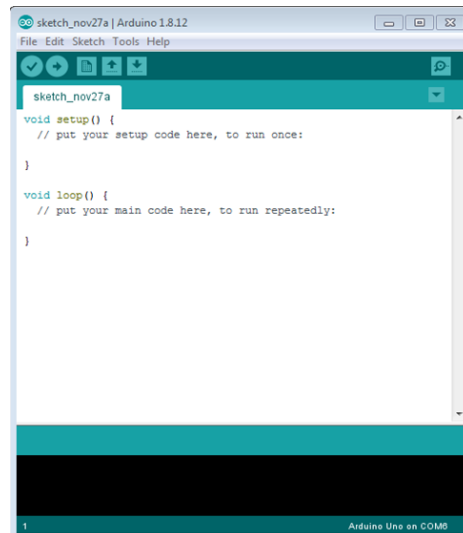 sketch_nov27a | Arduino 1.8.12
File Edit Sketch Tools Help
sketch_nov27a
void setup() {
  // put your setup code here, to run once:
}
void loop() {
  // put your main code here, to run repeatedly:
}
1
Arduino Uno on COM6